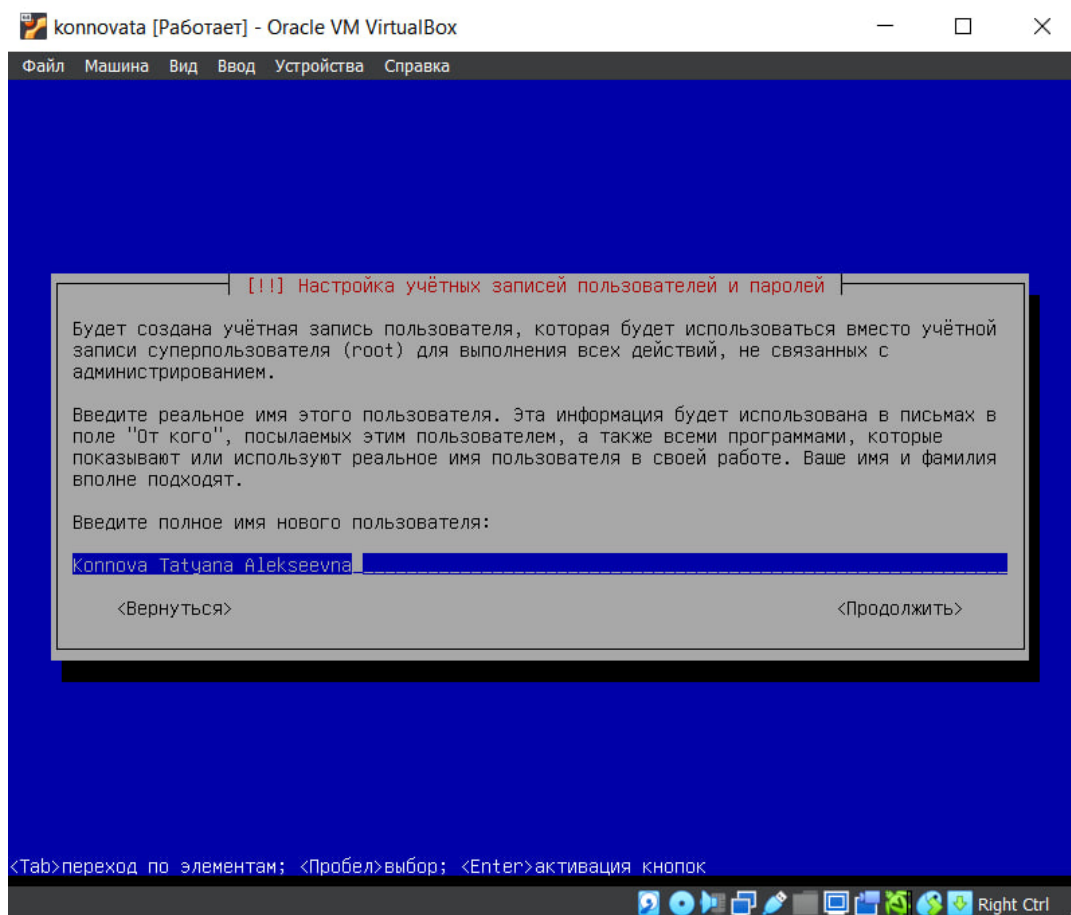 konnovata [Работает] - Oracle VM VirtualBox
Файл Машина Вид Ввод Устройства Справка
[!!] Настройка учётных записей пользователей и паролей
Будет создана учётная запись пользователя, которая будет использоваться вместо учётной
записи суперпользователя (root) для выполнения всех действий, не связанных с
администрированием.
Введите реальное имя этого пользователя. Эта информация будет использована в письмах в
поле "От кого", посылаемых этим пользователем, а также всеми программами, которые
показывают или используют реальное имя пользователя в своей работе. Ваше имя и фамилия
вполне подходят.
Введите полное имя нового пользователя:
Konnova Tatyana Alekseevna
<Вернуться> <Продолжить>
<Tab>переход по элементам; <Пробел>выбор; <Enter>активация кнопок
Right Ctrl